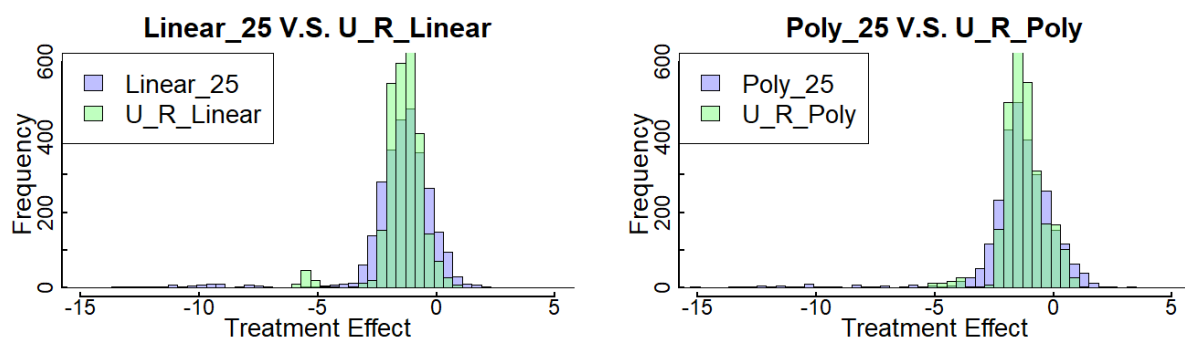 Linear_25 V.S. U_R_Linear
Linear_25
U_R_Linear
Frequency
0 200 400 600
-15 -10 -5 0 5
Treatment Effect
Poly_25 V.S. U_R_Poly
Poly_25
U_R_Poly
Frequency
0 200 400 600
-15 -10 -5 0 5
Treatment Effect